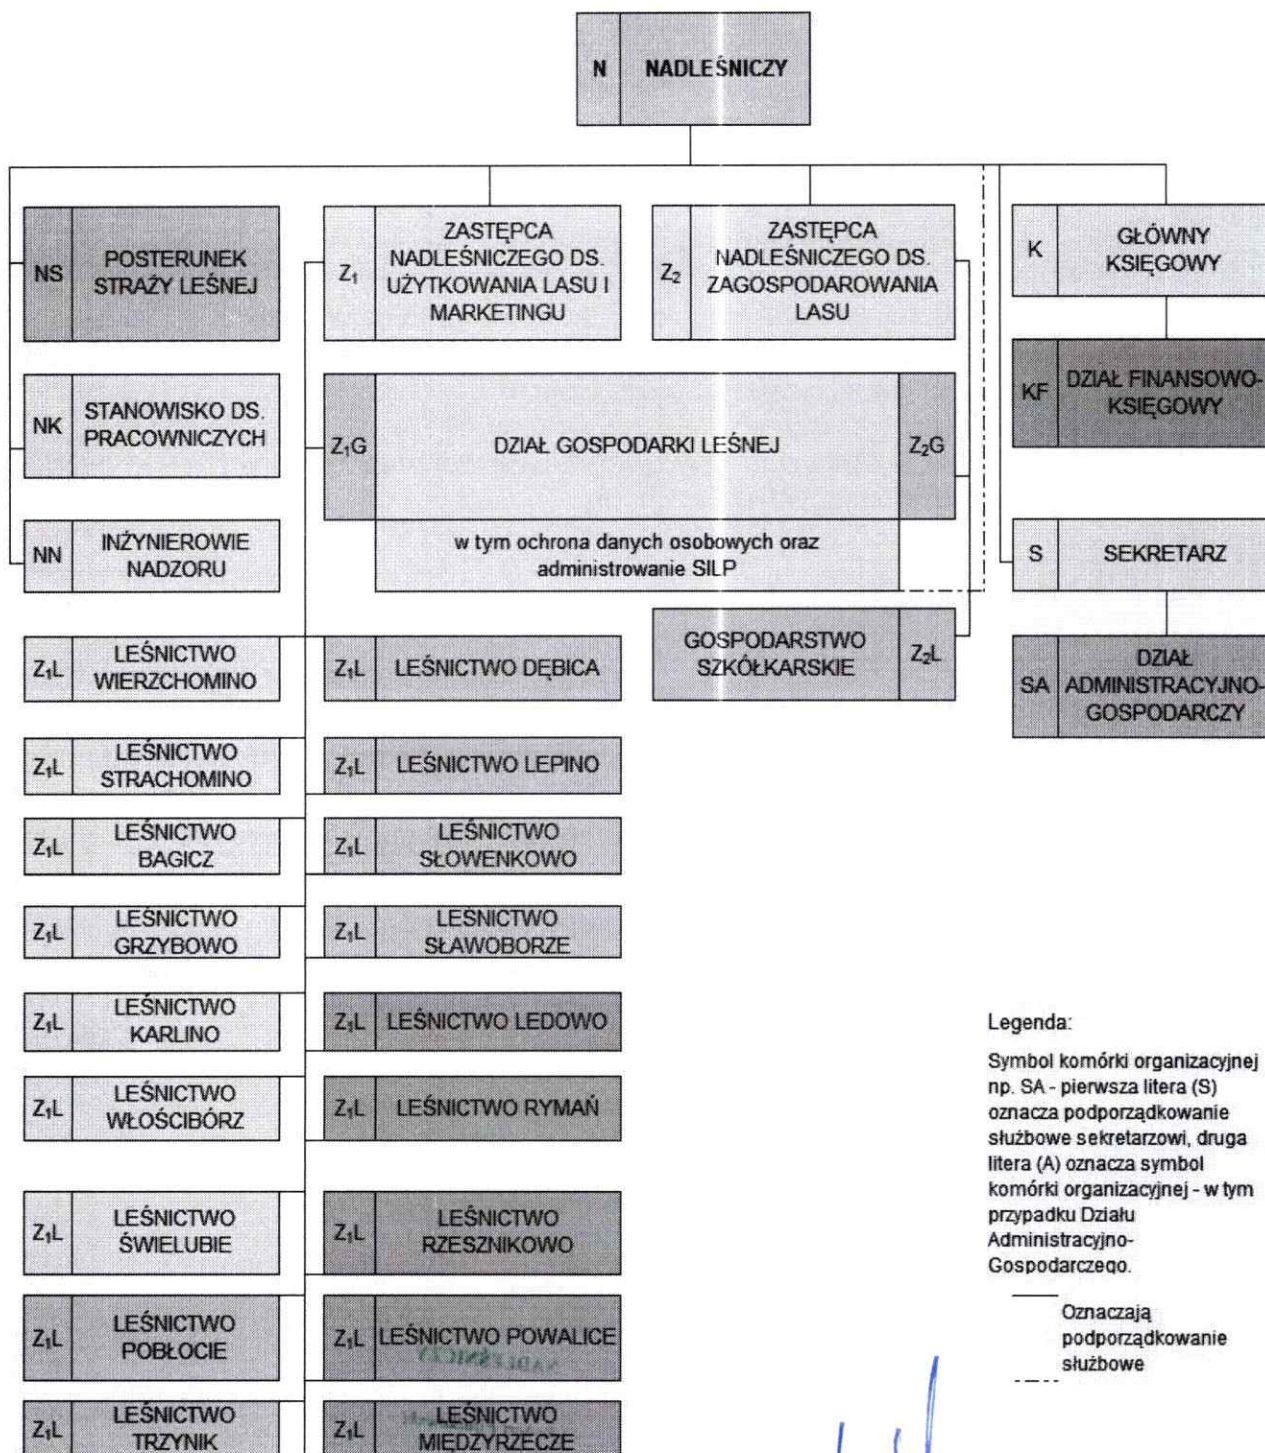 N NADLEŚNICZY
NS POSTERUNEK
STRAŻY LEŚNEJ
Z₁ ZASTĘPCA
NADLEŚNICZEGO DS.
UŻYTKOWANIA LASU I
MARKETINGU
Z₂ ZASTĘPCA
NADLEŚNICZEGO DS.
ZAGOSPODAROWANIA
LASU
K GŁÓWNY
KSIĘGOWY
NK STANOWISKO DS.
PRACOWNICZYCH
Z₁G DZIAŁ GOSPODARKI LEŚNEJ Z₂G
KF DZIAŁ FINANSOWO-
KSIĘGOWY
NN INŻYNIEROWIE
NADZORU
w tym ochrona danych osobowych oraz
administrowanie SILP
S SEKRETARZ
Z₁L LEŚNICTWO
WIERZCHOMINO
Z₁L LEŚNICTWO DĘBICA
GOSPODARSTWO
SZKÓŁKARSKIE Z₂L
SA DZIAŁ
ADMINISTRACYJNO-
GOSPODARCZY
Z₁L LEŚNICTWO
STRACHOMINO
Z₁L LEŚNICTWO LEPINO
Z₁L LEŚNICTWO
BAGICZ
Z₁L LEŚNICTWO
SŁOWENKOWO
Z₁L LEŚNICTWO
GRZYBOWO
Z₁L LEŚNICTWO
SŁAWOBORZE
Z₁L LEŚNICTWO
KARLINO
Z₁L LEŚNICTWO LEDOWO
Z₁L LEŚNICTWO
WŁOŚCIBÓRZ
Z₁L LEŚNICTWO RYMAŃ
Z₁L LEŚNICTWO
ŚWIELUBIE
Z₁L LEŚNICTWO
RZESZNIKOWO
Z₁L LEŚNICTWO
POBŁOCIE
Z₁L LEŚNICTWO POWALICE
NADLEŚNICZY
Z₁L LEŚNICTWO
TRZYNIK
Z₁L LEŚNICTWO
MIĘDZYRZECZE
Legenda:
Symbol komórki organizacyjnej
np. SA - pierwsza litera (S)
oznacza podporządkowanie
służbowe sekretarzowi, druga
litera (A) oznacza symbol
komórki organizacyjnej - w tym
przypadku Działu
Administracyjno-
Gospodarczego.
Oznaczają
podporządkowanie
służbowe